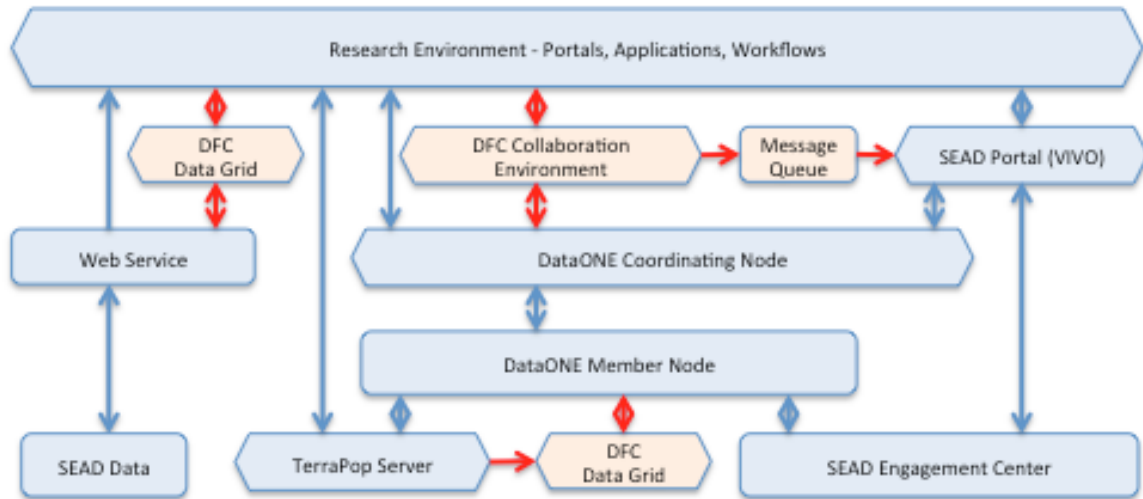 Research Environment - Portals, Applications, Workflows
DFC
Data Grid
DFC Collaboration
Environment
Message
Queue
SEAD Portal (VIVO)
Web Service
DataONE Coordinating Node
DataONE Member Node
SEAD Data
TerraPop Server
DFC
Data Grid
SEAD Engagement Center